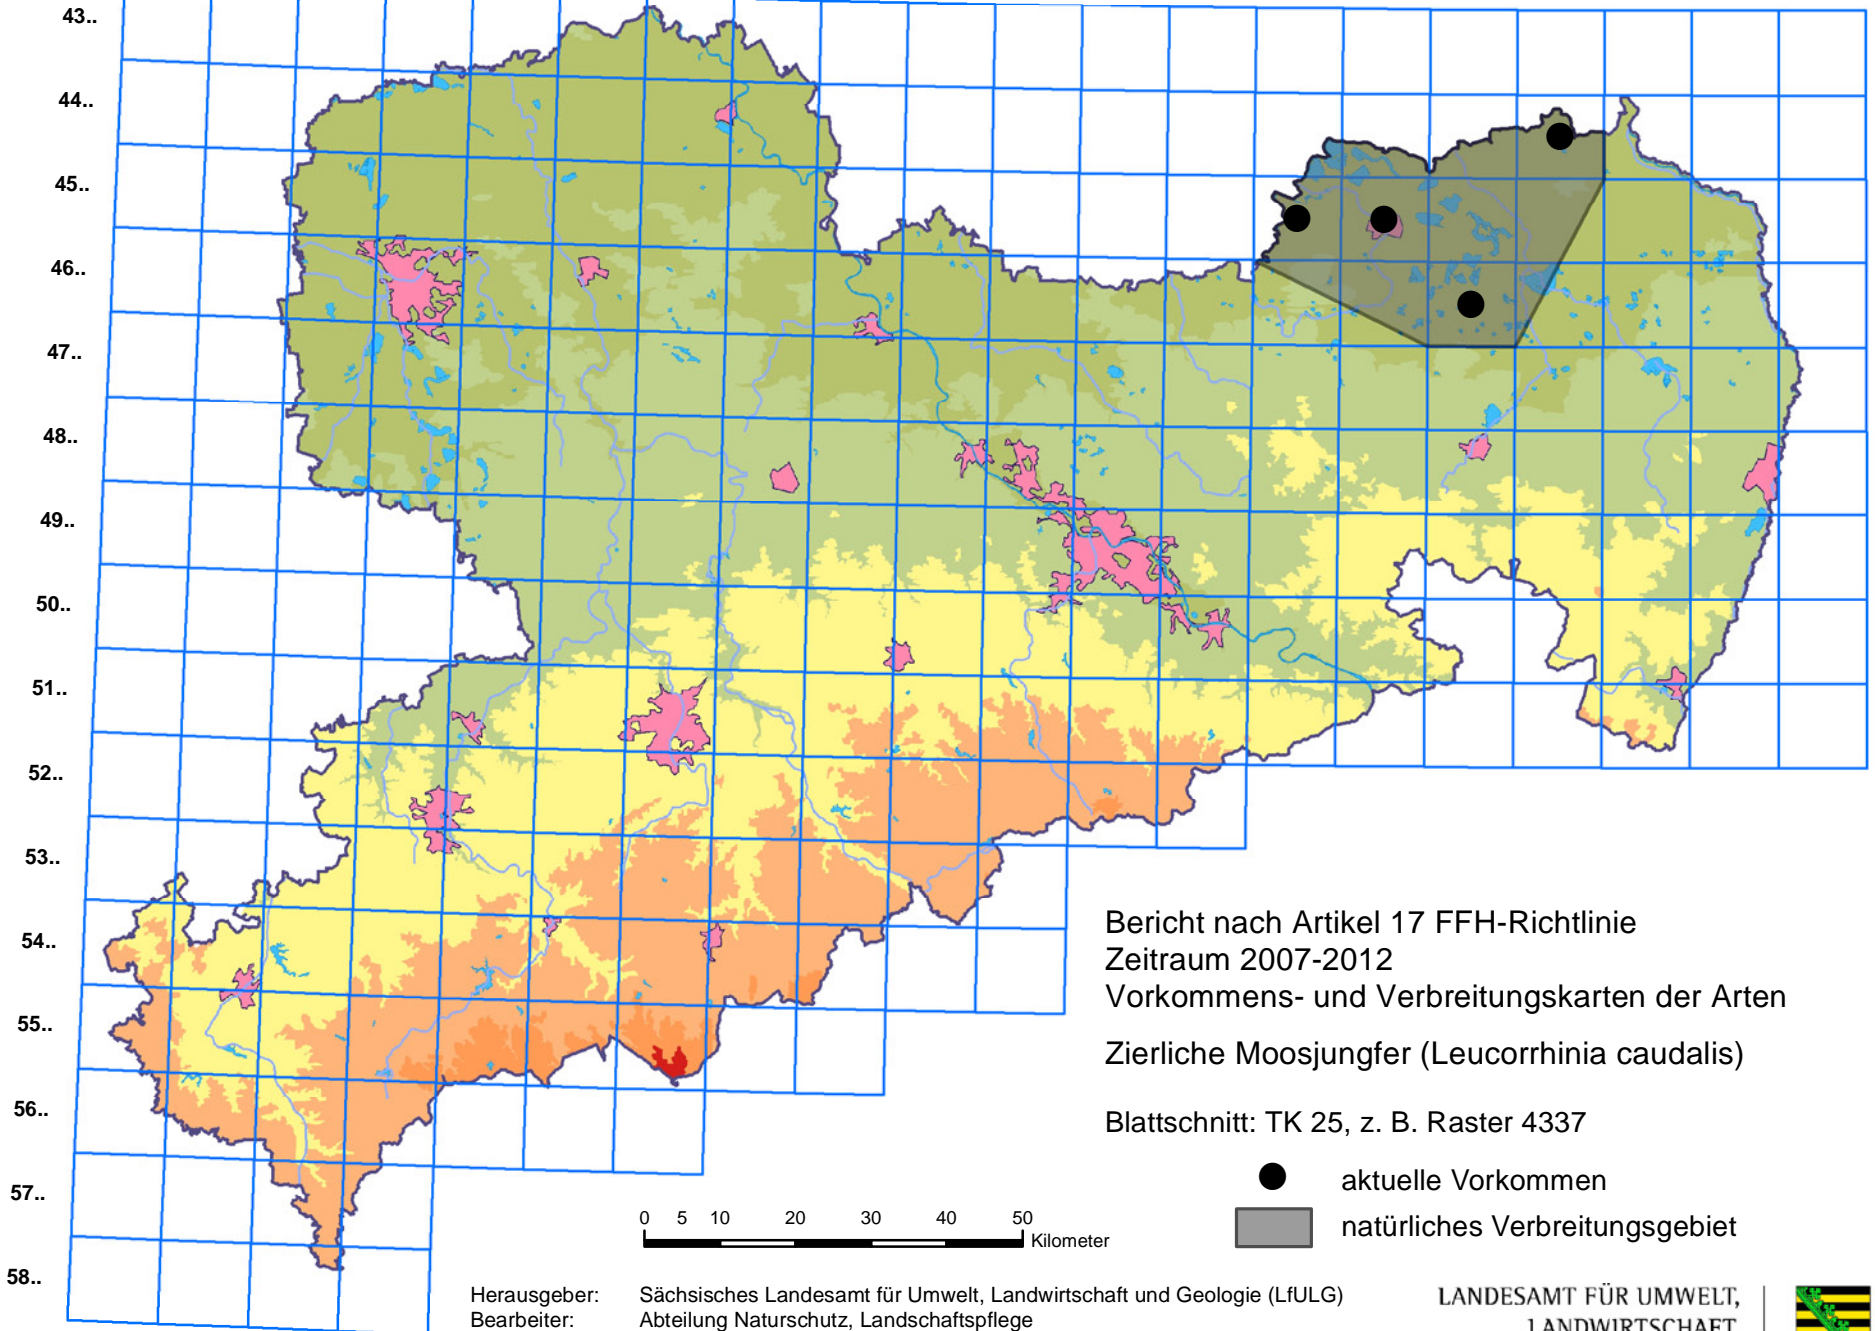 43..
44..
45..
46..
47..
48..
49..
50..
51..
52..
53..
54..
55..
56..
57..
58..
Bericht nach Artikel 17 FFH-Richtlinie
Zeitraum 2007-2012
Vorkommens- und Verbreitungskarten der Arten
Zierliche Moosjungfer (Leucorrhinia caudalis)
Blattschnitt: TK 25, z. B. Raster 4337
aktuelle Vorkommen
natürliches Verbreitungsgebiet
0 5 10 20 30 40 50
Kilometer
Herausgeber: Sächsisches Landesamt für Umwelt, Landwirtschaft und Geologie (LfULG)
Bearbeiter: Abteilung Naturschutz, Landschaftspflege
LANDESAMT FÜR UMWELT,
LANDWIRTSCHAFT